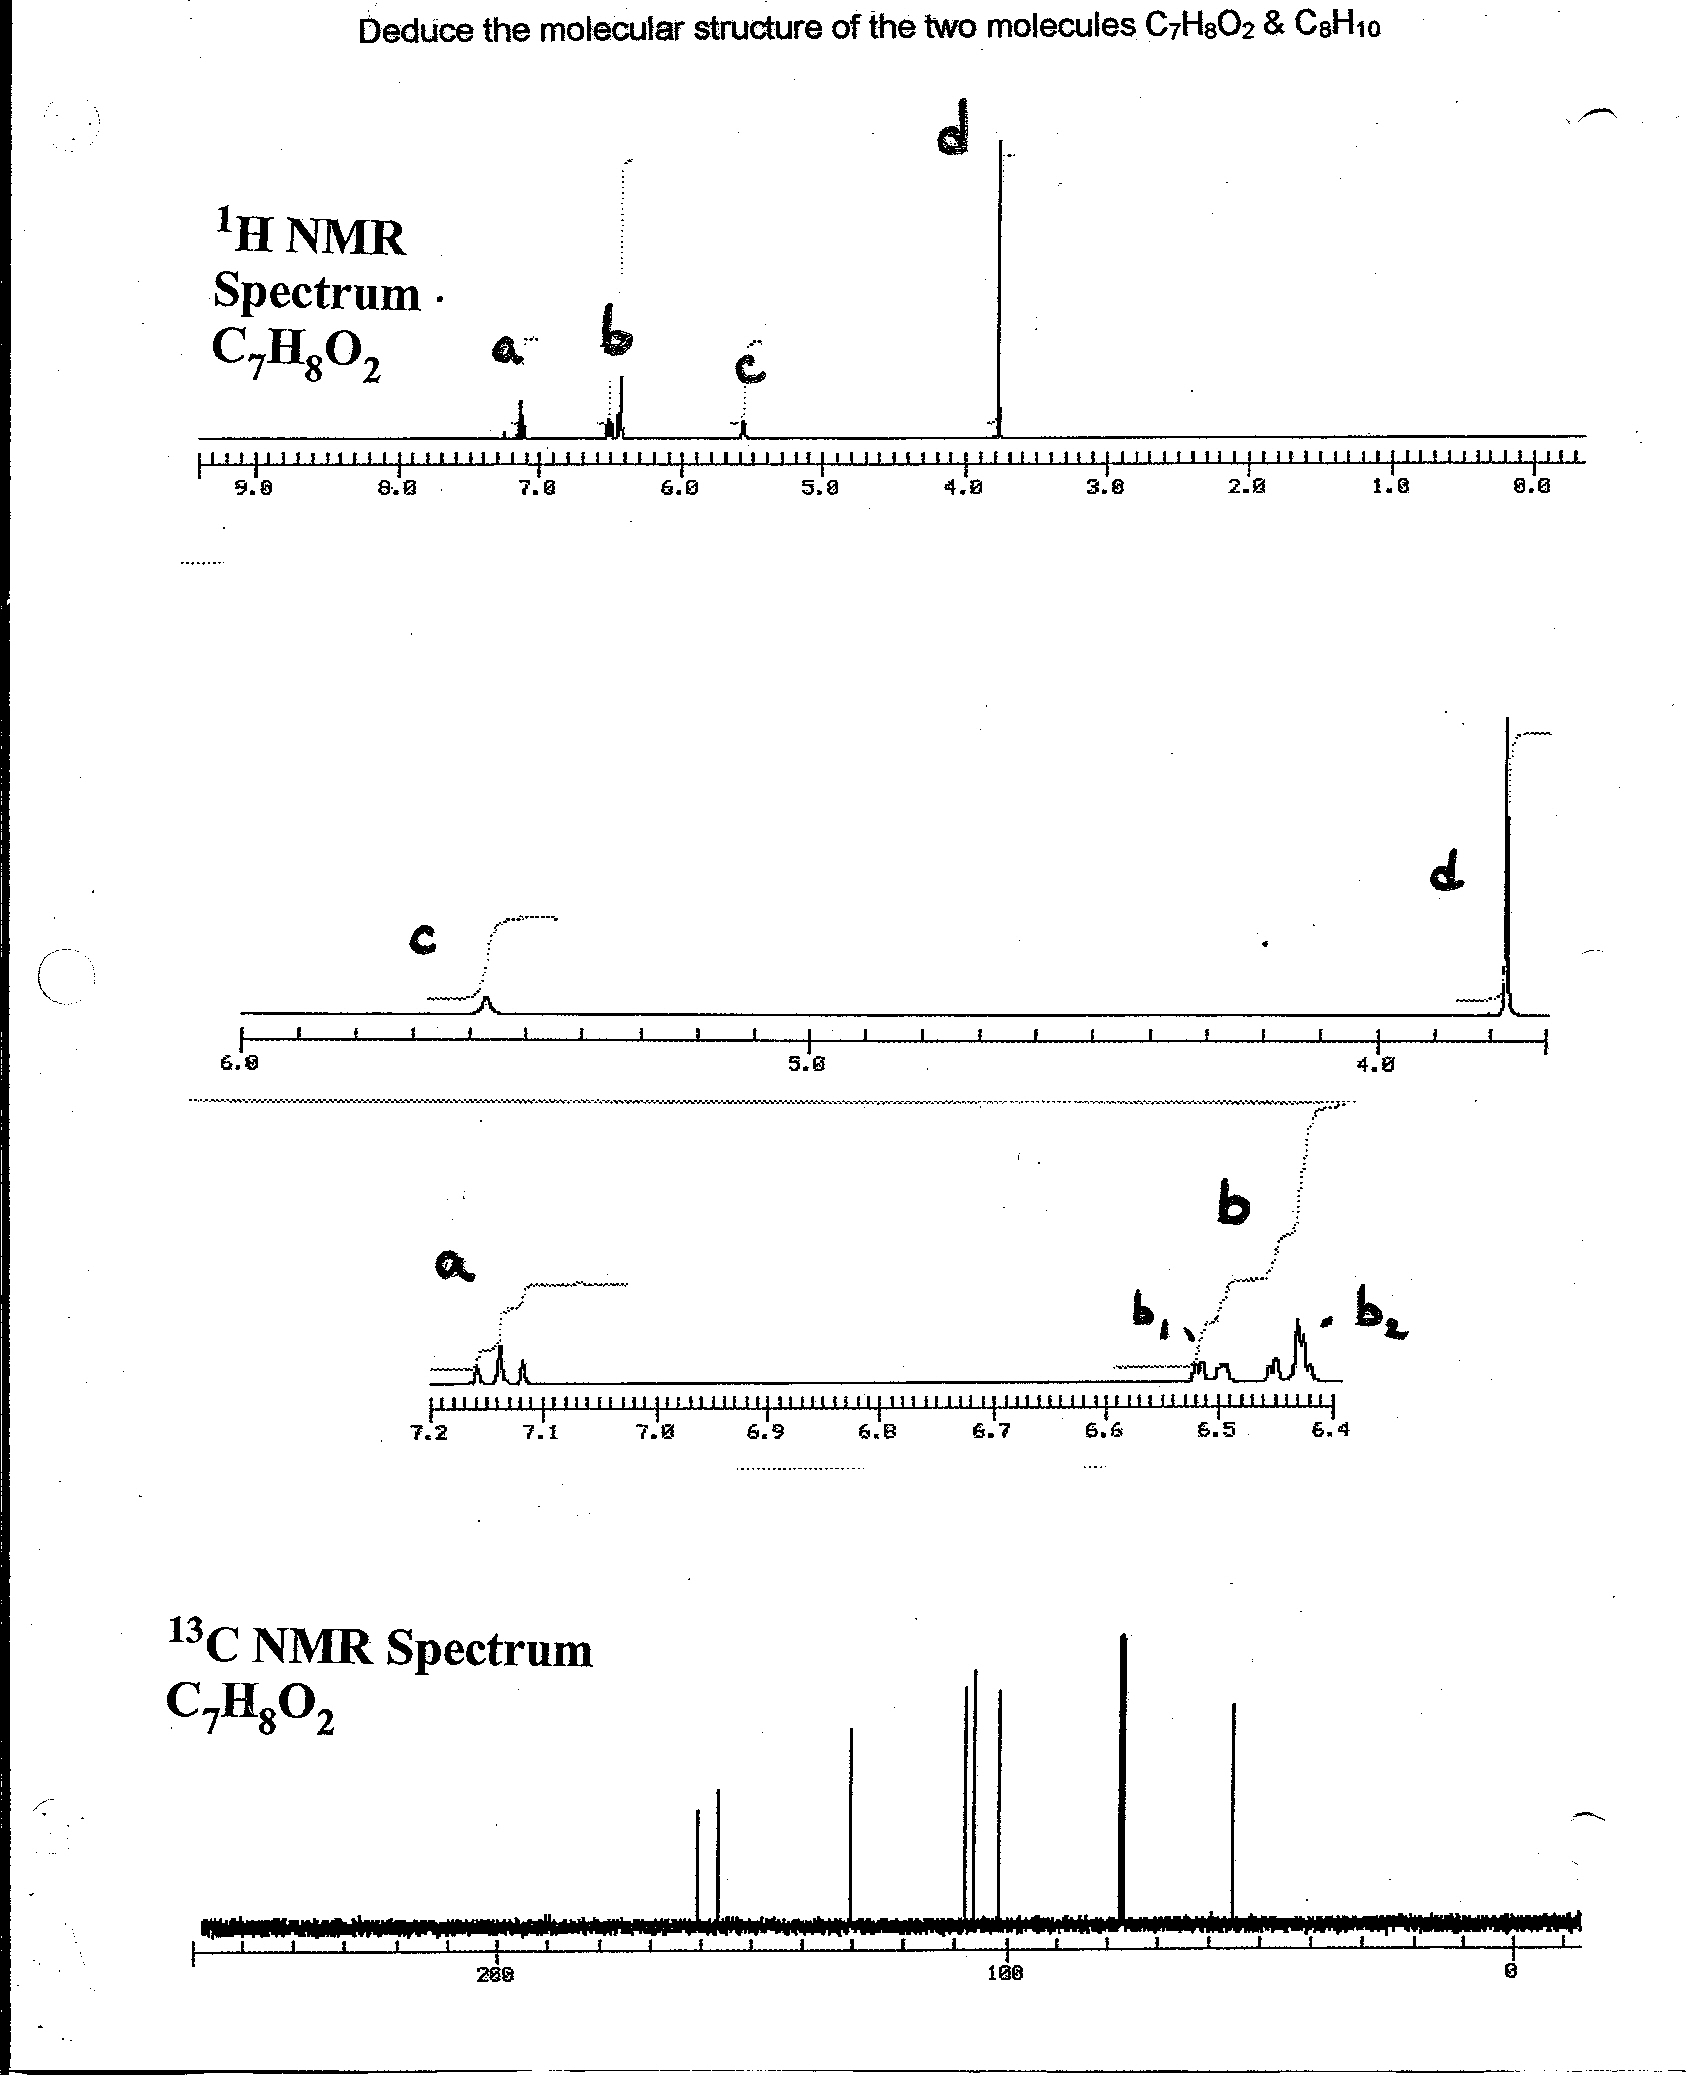 Deduce the molecular structure of the two molecules C₇H₈O₂ & C₈H₁₀
d
¹H NMR
Spectrum
C₇H₈O₂
a
b
c
9.0 8.0 7.0 6.0 5.0 4.0 3.0 2.0 1.0 0.0
d
c
6.0 5.0 4.0
b
a
b₁ b₂
7.2 7.1 7.0 6.9 6.8 6.7 6.6 6.5 6.4
¹³C NMR Spectrum
C₇H₈O₂
200 100 0